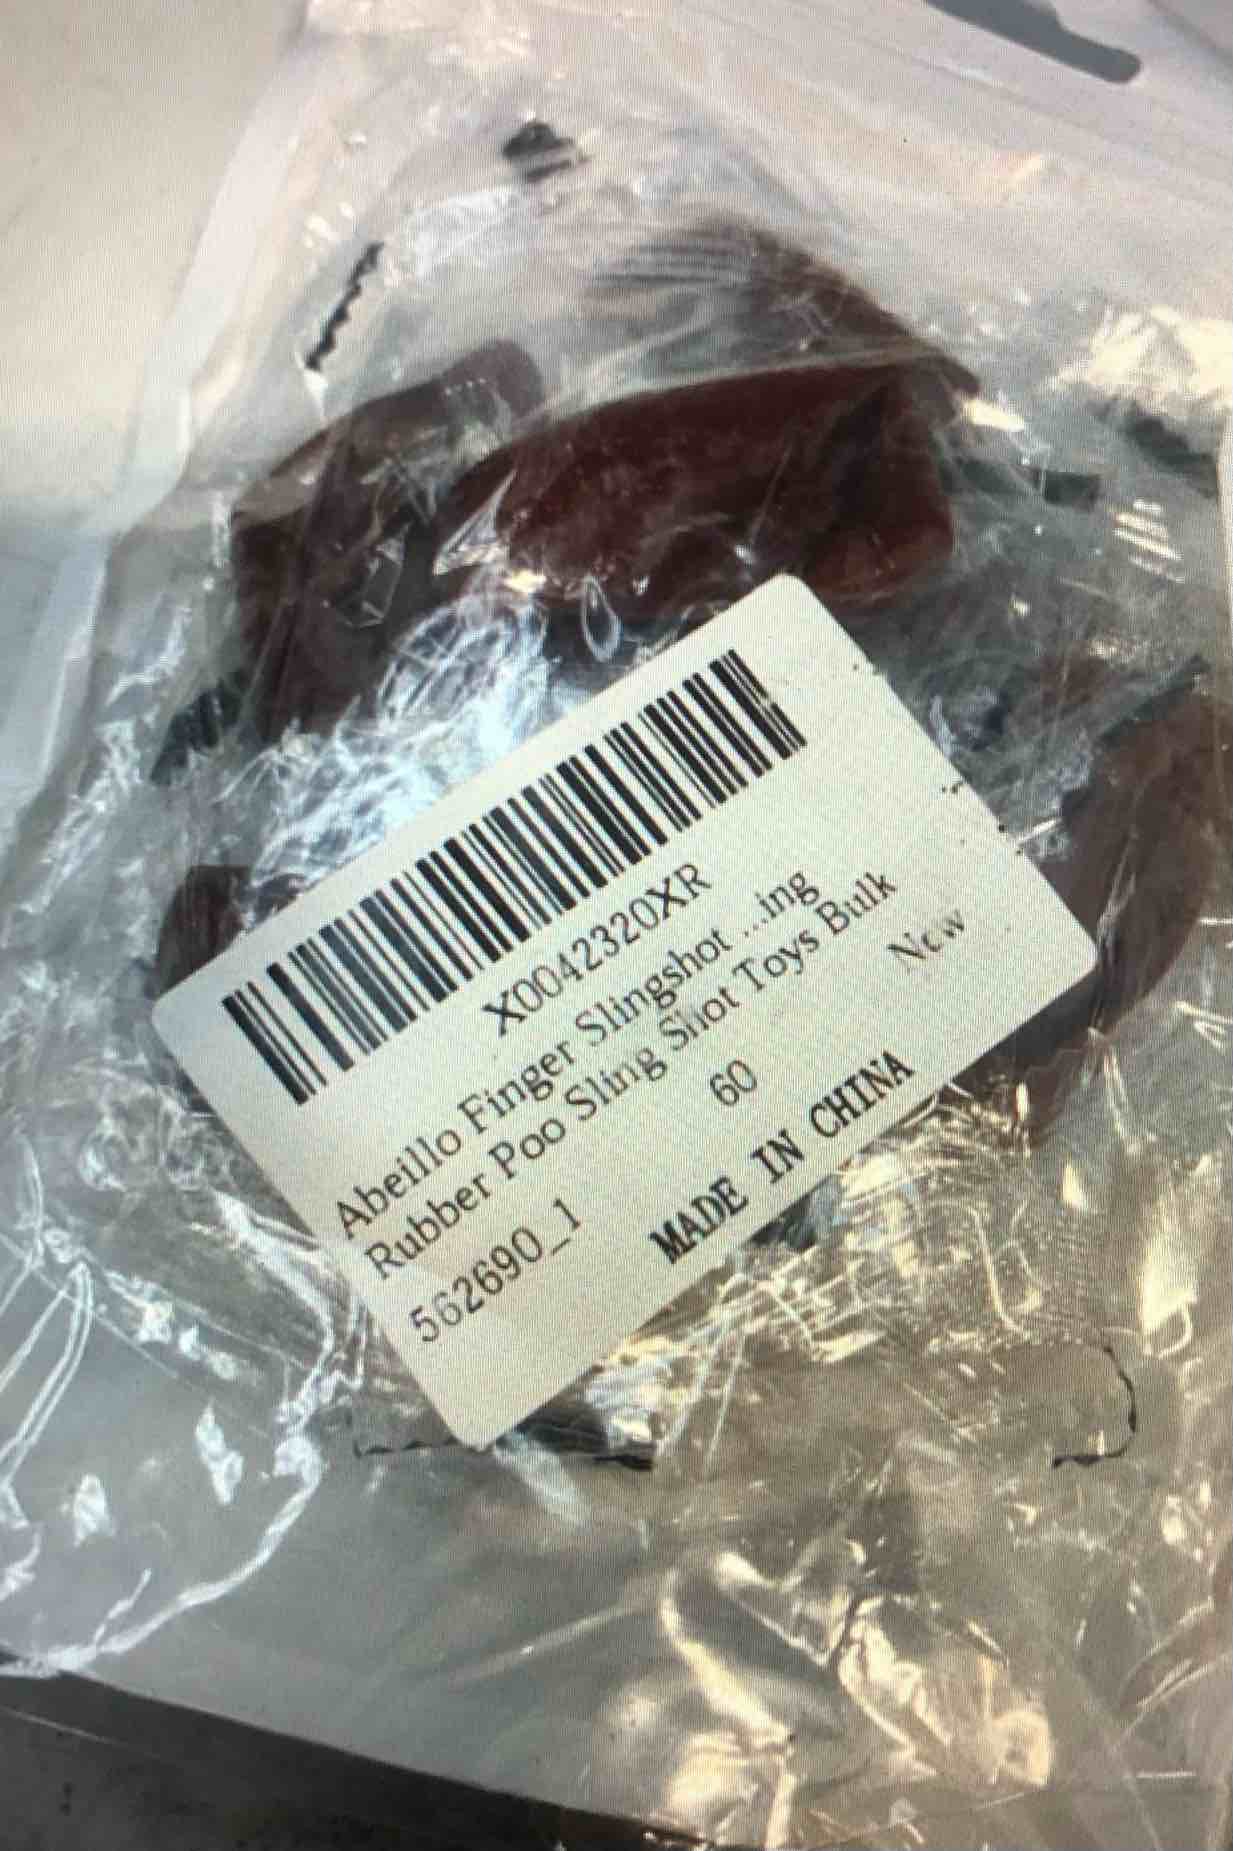 X0042320XR
Abeillo Finger Slingshot ...ing
Rubber Poo Sling Shot Toys Bulk
New
562690_1
60
MADE IN CHINA